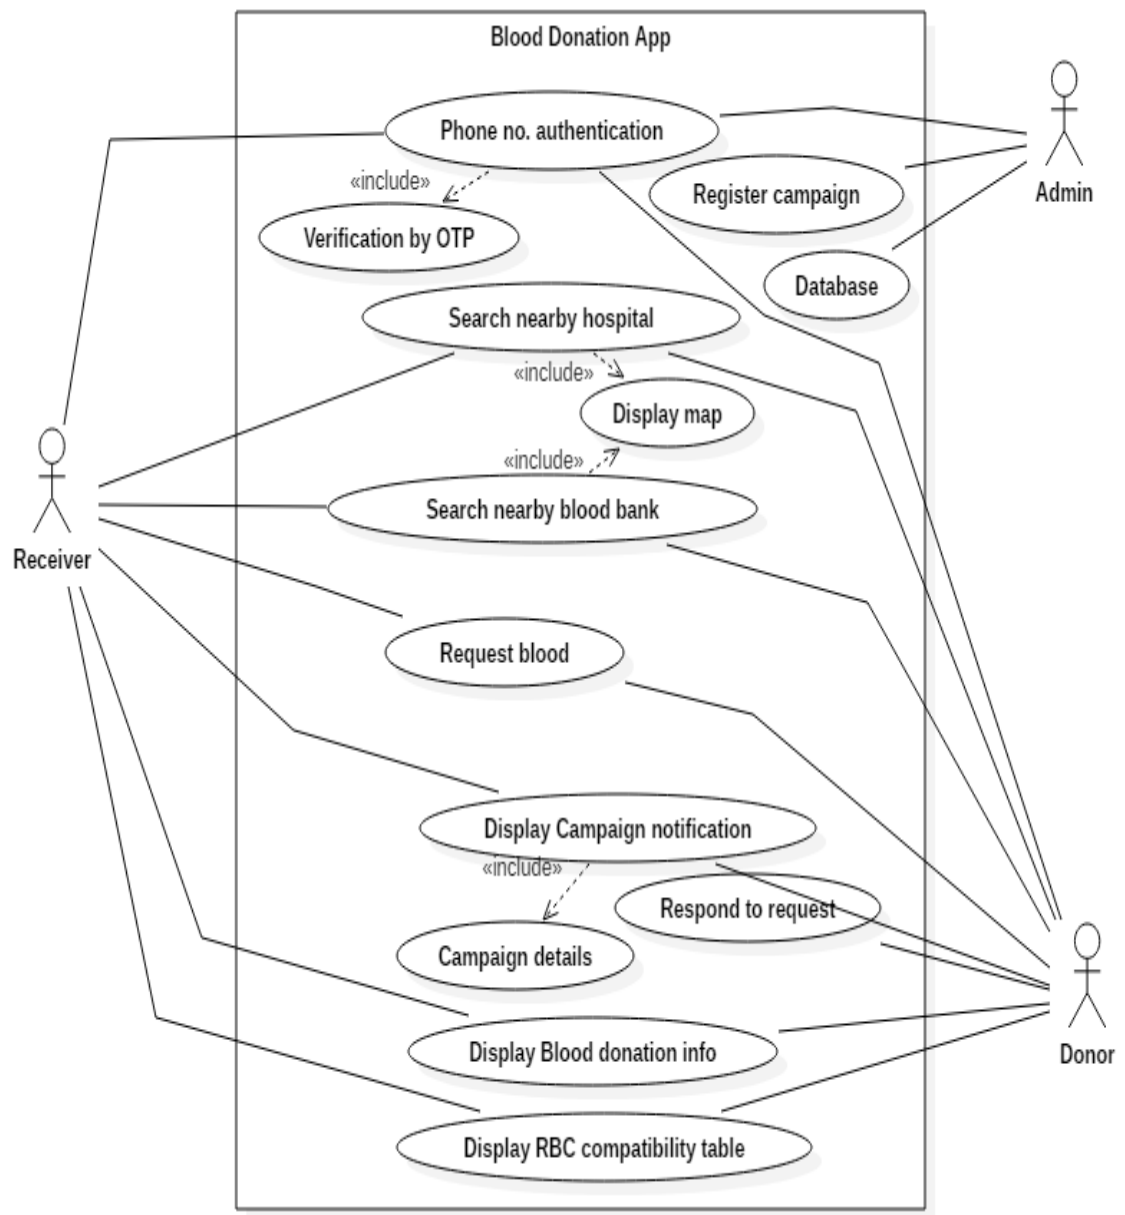 Blood Donation App
Phone no. authentication
Admin
«include»
Register campaign
Verification by OTP
Database
Search nearby hospital
«include»
Display map
«include»
Search nearby blood bank
Receiver
Request blood
Display Campaign notification
«include»
Respond to request
Campaign details
Display Blood donation info
Donor
Display RBC compatibility table